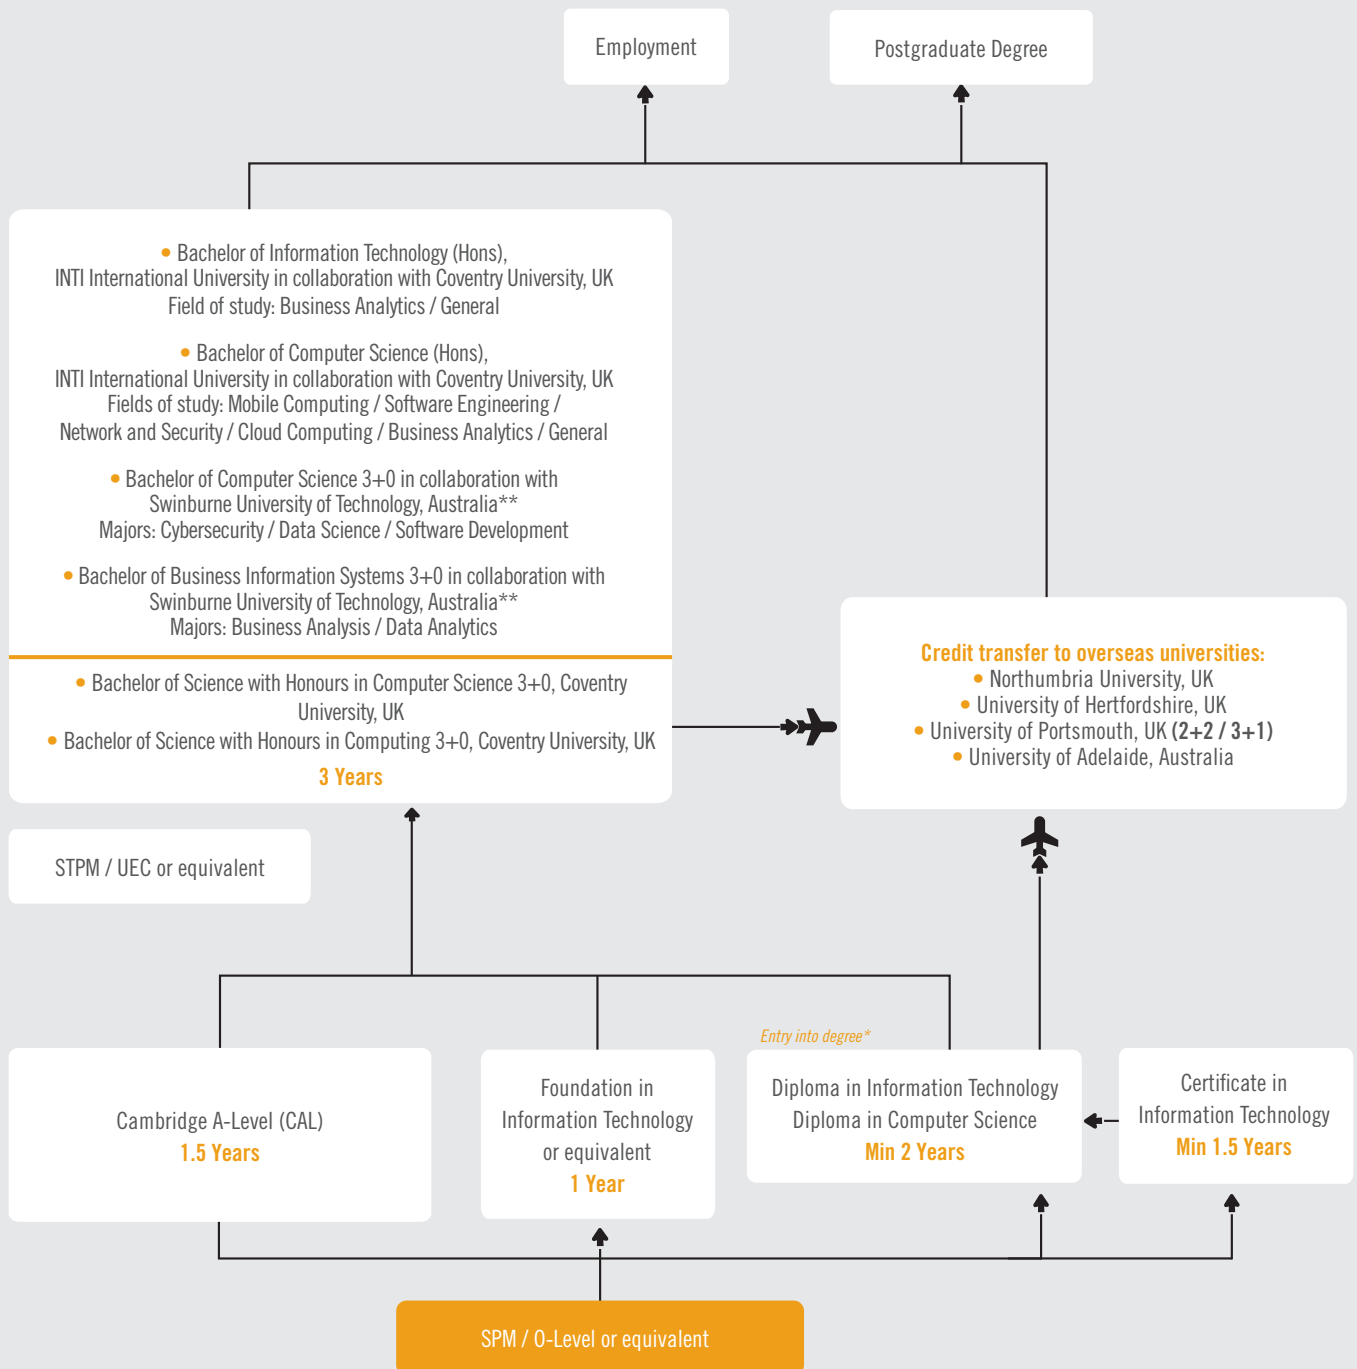 Employment
Postgraduate Degree
• Bachelor of Information Technology (Hons),
INTI International University in collaboration with Coventry University, UK
Field of study: Business Analytics / General
• Bachelor of Computer Science (Hons),
INTI International University in collaboration with Coventry University, UK
Fields of study: Mobile Computing / Software Engineering /
Network and Security / Cloud Computing / Business Analytics / General
• Bachelor of Computer Science 3+0 in collaboration with
Swinburne University of Technology, Australia**
Majors: Cybersecurity / Data Science / Software Development
• Bachelor of Business Information Systems 3+0 in collaboration with
Swinburne University of Technology, Australia**
Majors: Business Analysis / Data Analytics
• Bachelor of Science with Honours in Computer Science 3+0, Coventry
University, UK
• Bachelor of Science with Honours in Computing 3+0, Coventry University, UK
3 Years
Credit transfer to overseas universities:
• Northumbria University, UK
• University of Hertfordshire, UK
• University of Portsmouth, UK (2+2 / 3+1)
• University of Adelaide, Australia
STPM / UEC or equivalent
Cambridge A-Level (CAL)
1.5 Years
Foundation in
Information Technology
or equivalent
1 Year
Entry into degree*
Diploma in Information Technology
Diploma in Computer Science
Min 2 Years
Certificate in
Information Technology
Min 1.5 Years
SPM / O-Level or equivalent